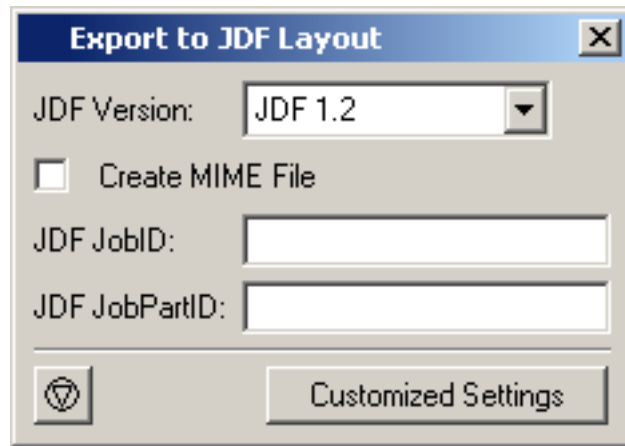 Export to JDF Layout
JDF Version: JDF 1.2
Create MIME File
JDF JobID:
JDF JobPartID:
Customized Settings